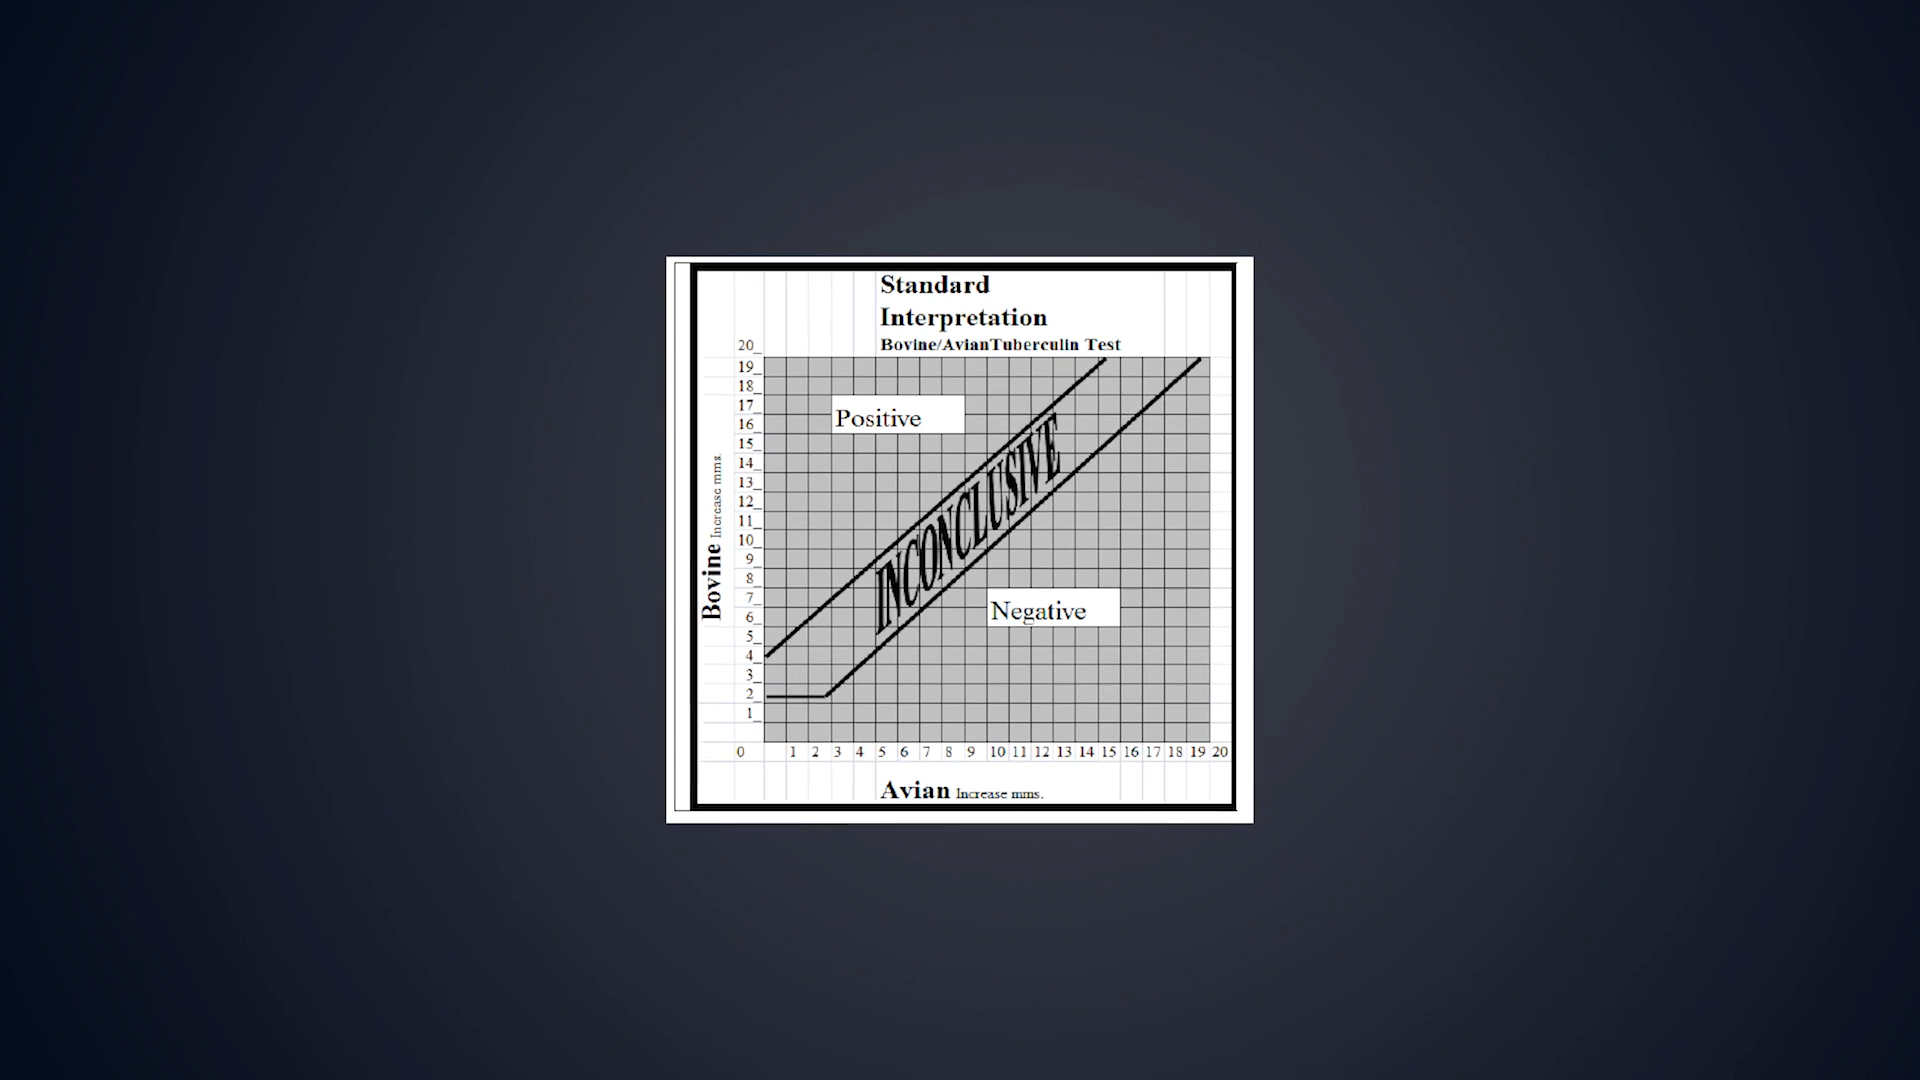 Standard
Interpretation
Bovine/AvianTuberculin Test
20
19
18
17
16
15
14
13
12
11
10
9
8
7
6
5
4
3
2
1
Bovine Increase mms.
Positive
INCONCLUSIVE
Negative
0 1 2 3 4 5 6 7 8 9 10 11 12 13 14 15 16 17 18 19 20
Avian Increase mms.